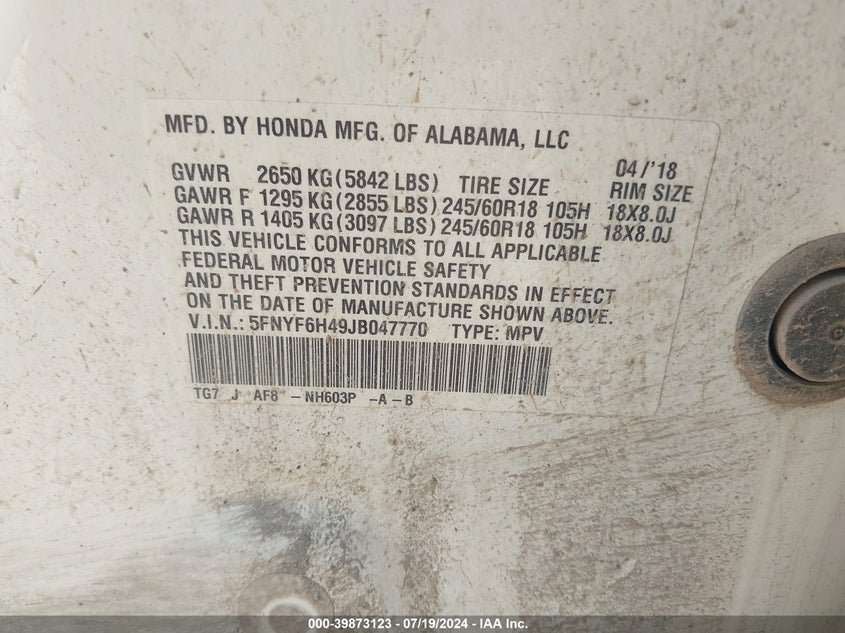 MFD. BY HONDA MFG. OF ALABAMA, LLC
04/'18
GVWR 2650 KG(5842 LBS) TIRE SIZE RIM SIZE
GAWR F 1295 KG(2855 LBS)245/60R18 105H 18X8.0J
GAWR R 1405 KG(3097 LBS)245/60R18 105H 18X8.0J
THIS VEHICLE CONFORMS TO ALL APPLICABLE
FEDERAL MOTOR VEHICLE SAFETY
AND THEFT PREVENTION STANDARDS IN EFFECT
ON THE DATE OF MANUFACTURE SHOWN ABOVE.
V.I.N.: 5FNYF6H49JB047770 TYPE: MPV
TG7 J AF8 -NH603P -A-B
000-39873123 - 07/19/2024 - IAA Inc.